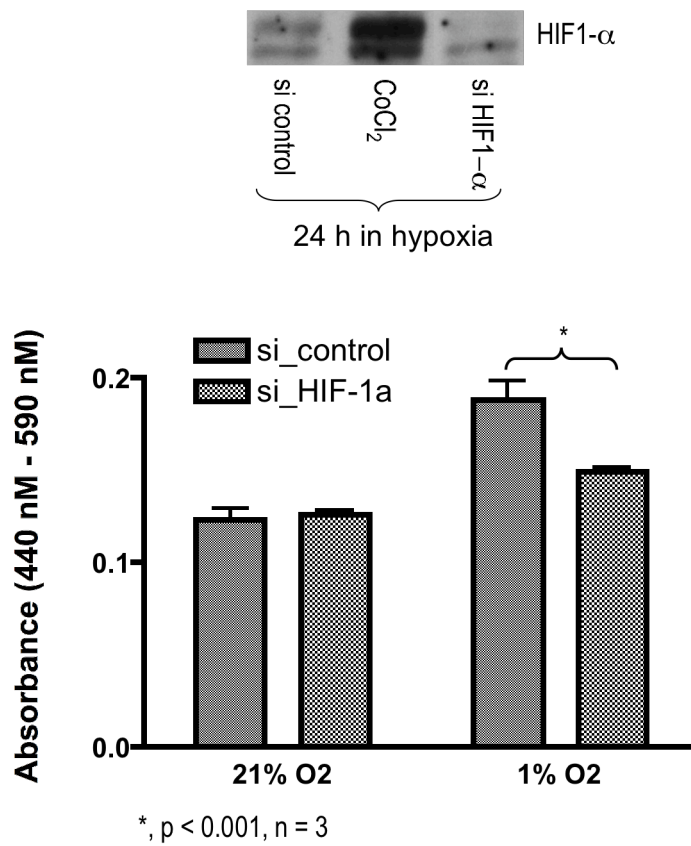 HIF1-α
si control
CoCl₂
si HIF1-α
24 h in hypoxia
si_control
si_HIF-1a
*
Absorbance (440 nM - 590 nM)
0.2
0.1
0.0
21% O2
1% O2
*, p < 0.001, n = 3